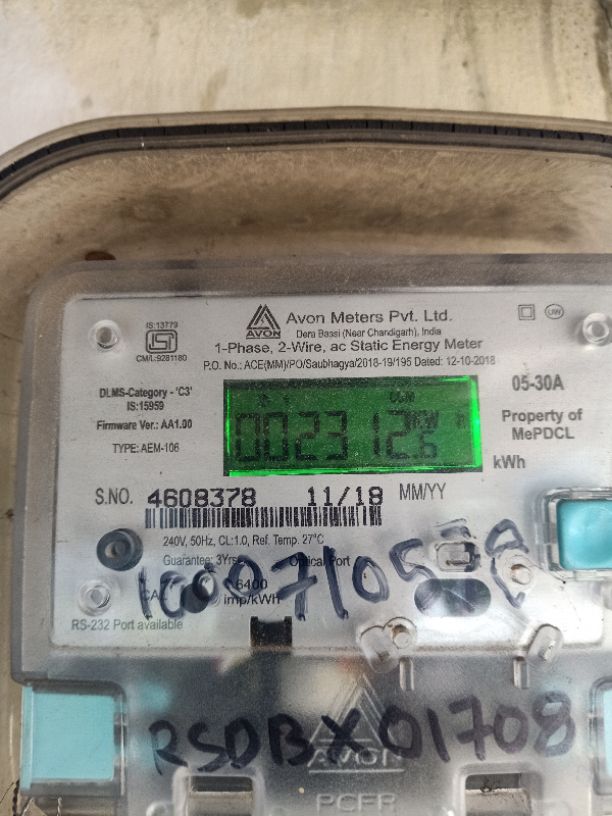 IS:13779
ISI
CM/L:9281180
AVON
Avon Meters Pvt. Ltd.
Dera Bassi (Near Chandigarh), India
1-Phase, 2-Wire, ac Static Energy Meter
P.O. No.: ACE(MM)/PO/Saubhagya/2018-19/195 Dated: 12-10-2018
DLMS-Category - 'C3'
IS:15959
Firmware Ver.: AA1.00
TYPE: AEM-106
CUM
002312.6
kWh
05-30A
Property of
MePDCL
S.NO. 4608378 11/18 MM/YY
240V, 50Hz, CL:1.0, Ref. Temp. 27°C
Guarantee: 3Yrs Optical Port
6400
imp/kWh
RS-232 Port available
RSDBX01708
AVON